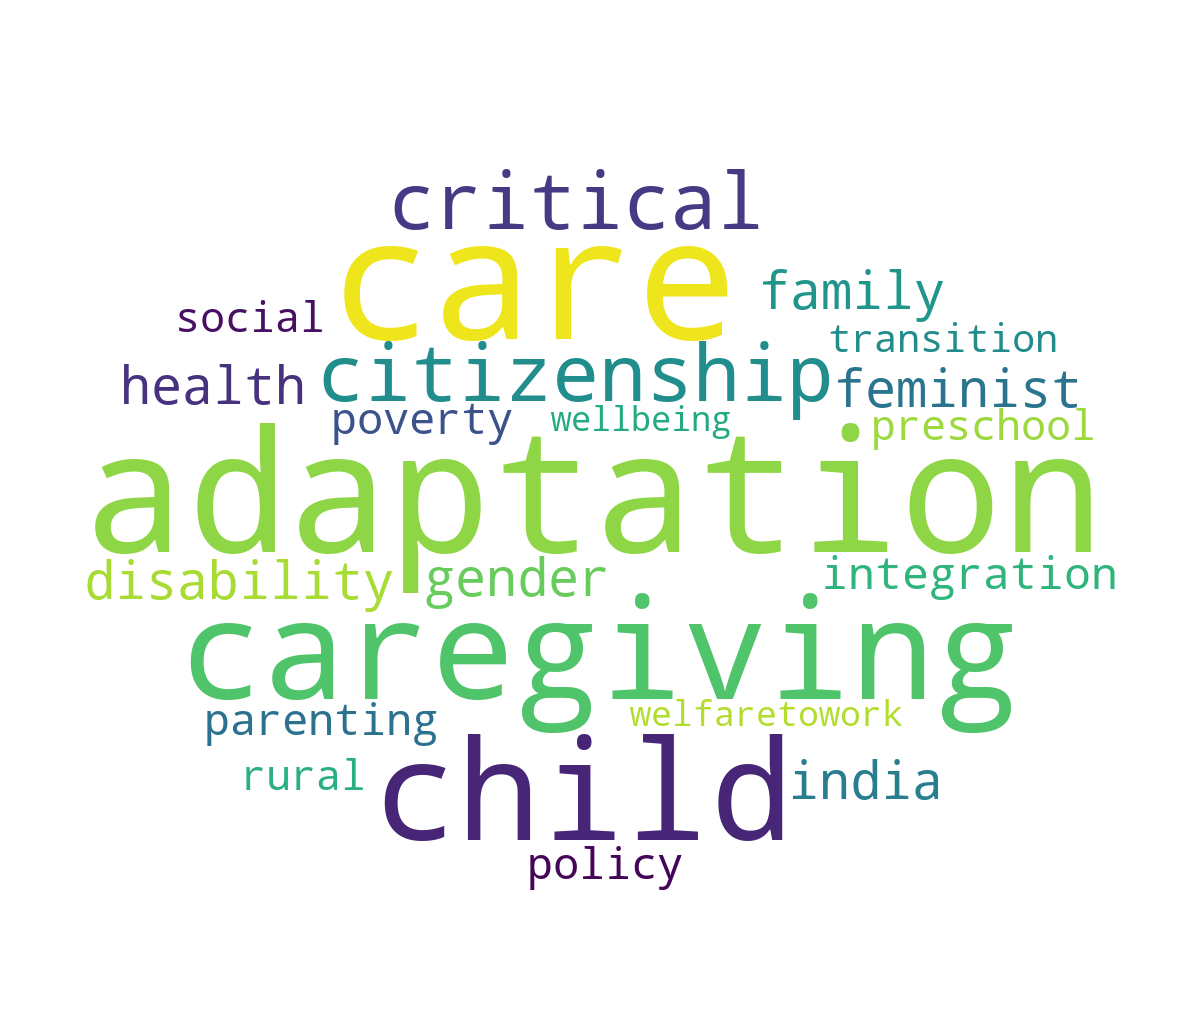 critical
care
family
social
transition
citizenship
health
feminist
poverty
wellbeing
preschool
adaptation
disability
gender
integration
caregiving
parenting
welfaretowork
child
rural
india
policy